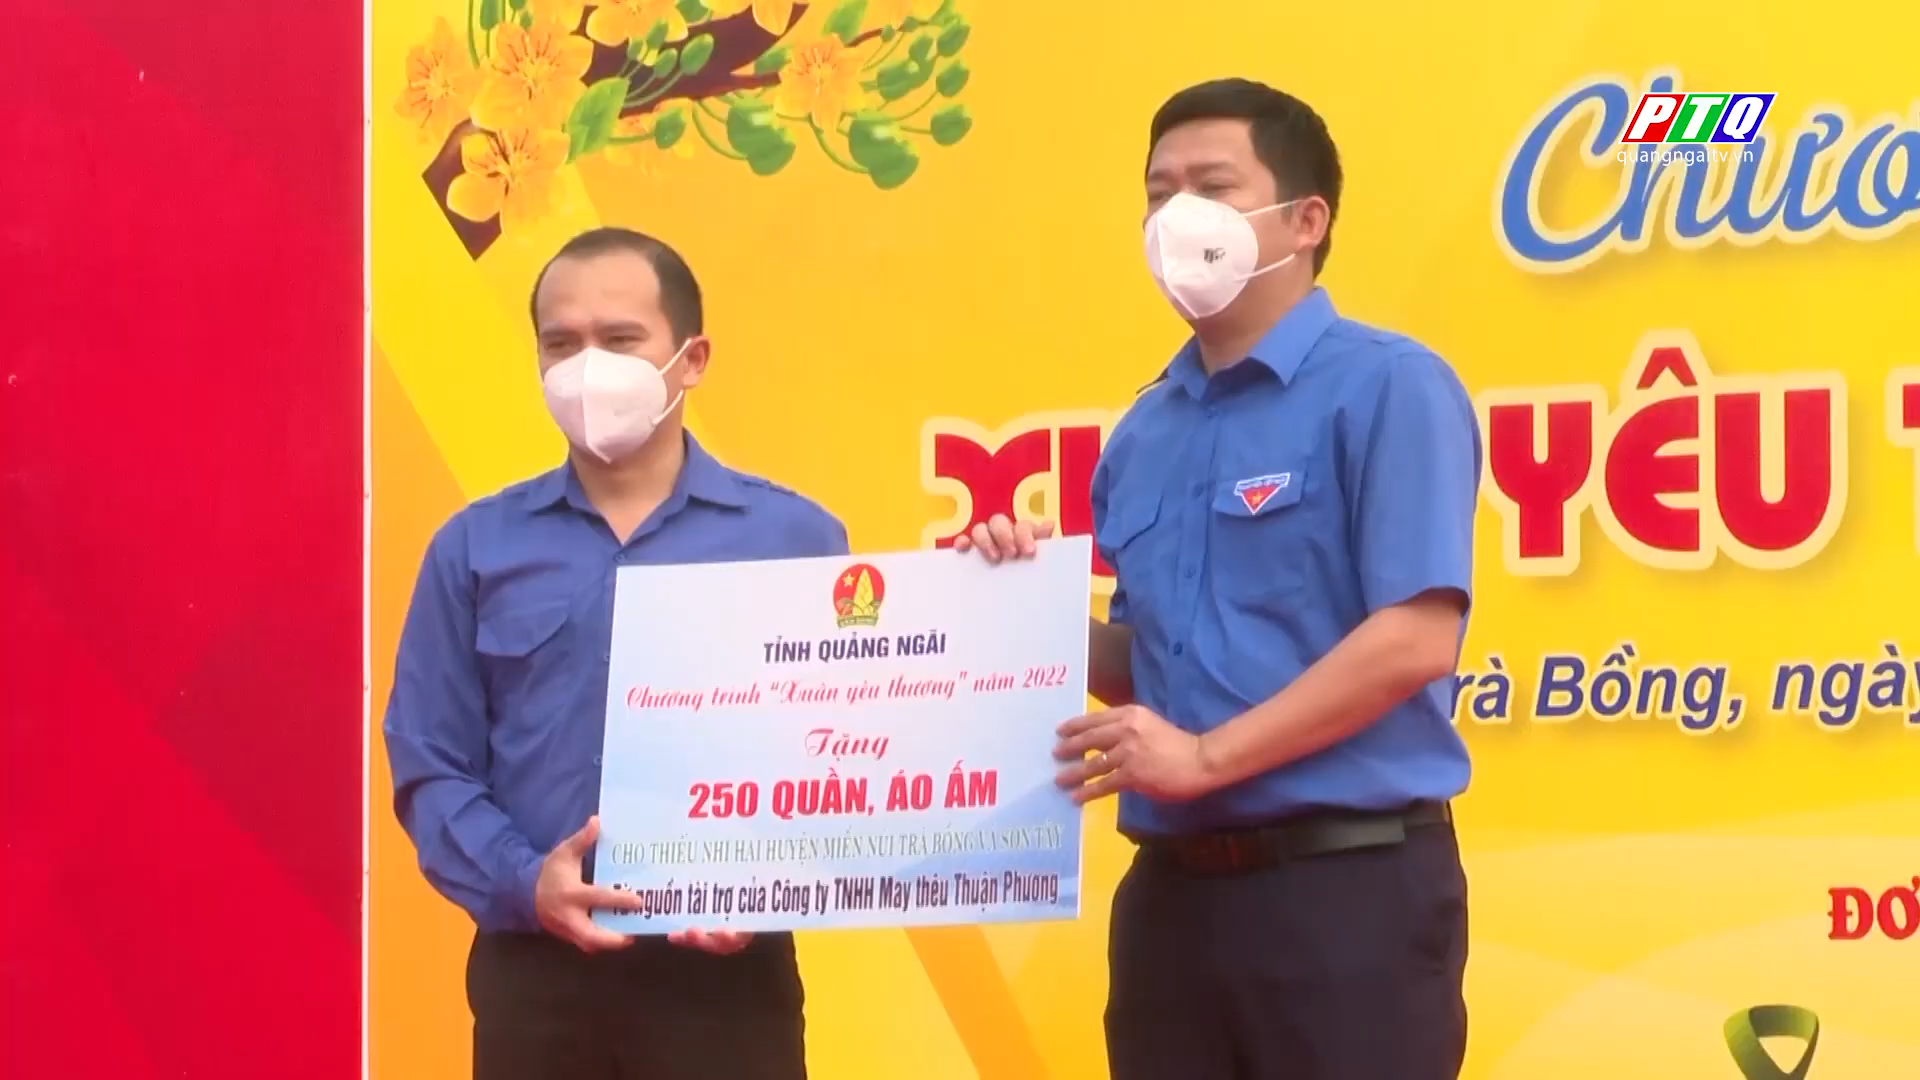 PTQ
quangngaitv.vn
Chươ
YÊU
Trà Bồng, ngày
ĐƠ
TỈNH QUẢNG NGÃI
Chương trình “Xuân yêu thương” năm 2022
Tặng
250 QUẦN, ÁO ẤM
CHO THIẾU NHI HAI HUYỆN MIỀN NÚI TRÀ BỒNG VÀ SƠN TÂY
Từ nguồn tài trợ của Công ty TNHH May thêu Thuận Phương